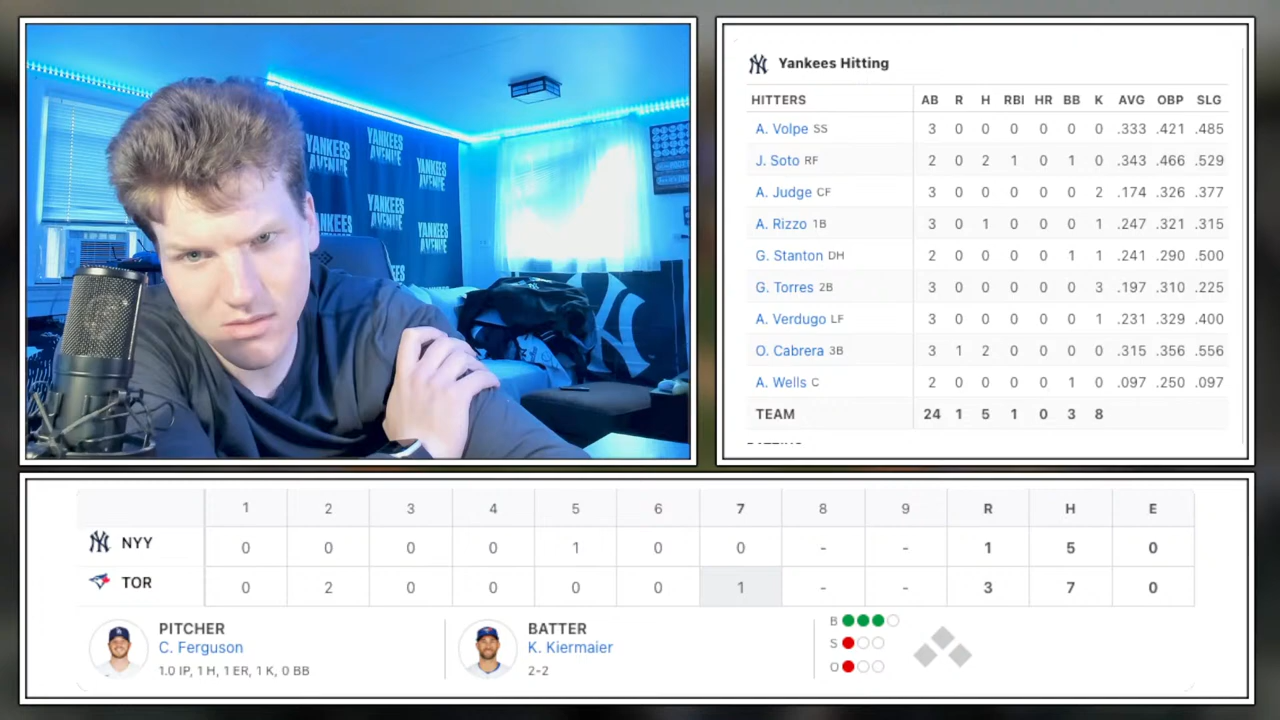 YANKEES AVENUE
YANKEES AVENUE
YANKEES AVENUE
YANKEES AVENUE
YANKEES AVENUE
Yankees Hitting
HITTERS AB R H RBI HR BB K AVG OBP SLG
A. Volpe SS 3 0 0 0 0 0 0 .333 .421 .485
J. Soto RF 2 0 2 1 0 1 0 .343 .466 .529
A. Judge CF 3 0 0 0 0 0 2 .174 .326 .377
A. Rizzo 1B 3 0 1 0 0 0 1 .247 .321 .315
G. Stanton DH 2 0 0 0 0 1 1 .241 .290 .500
G. Torres 2B 3 0 0 0 0 0 3 .197 .310 .225
A. Verdugo LF 3 0 0 0 0 0 1 .231 .329 .400
O. Cabrera 3B 3 1 2 0 0 0 0 .315 .356 .556
A. Wells C 2 0 0 0 0 1 0 .097 .250 .097
TEAM 24 1 5 1 0 3 8
1 2 3 4 5 6 7 8 9 R H E
NYY 0 0 0 0 1 0 0 - - 1 5 0
TOR 0 2 0 0 0 0 1 - - 3 7 0
PITCHER
C. Ferguson
1.0 IP, 1 H, 1 ER, 1 K, 0 BB
BATTER
K. Kiermaier
2-2
B
S
O